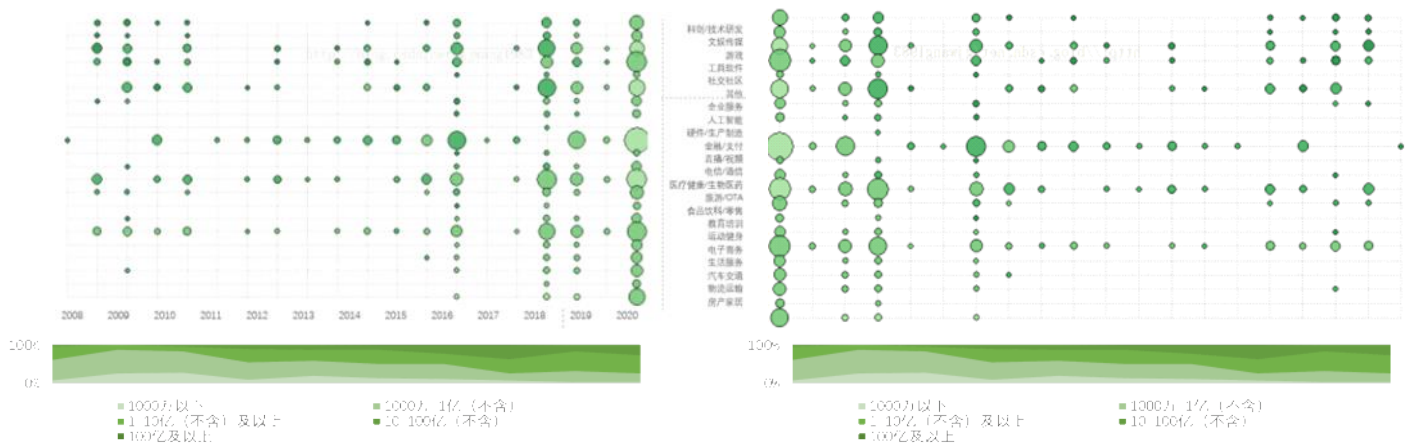 科创/技术研发
文娱传媒
游戏
工具软件
社交社区
其他
企业服务
人工智能
硬件/生产制造
金融/支付
直播/视频
电信/通信
医疗健康/生物医药
旅游/OTA
食品饮料/零售
教育培训
运动健身
电子商务
生活服务
汽车交通
物流运输
房产家居
2008 2009 2010 2011 2012 2013 2014 2015 2016 2017 2018 2019 2020
100%
0%
1000万以下
1000万-1亿（不含）
1-10亿（不含）及以上
10-100亿（不含）
100亿及以上
100%
0%
1000万以下
1000万-1亿（不含）
1-10亿（不含）及以上
10-100亿（不含）
100亿及以上